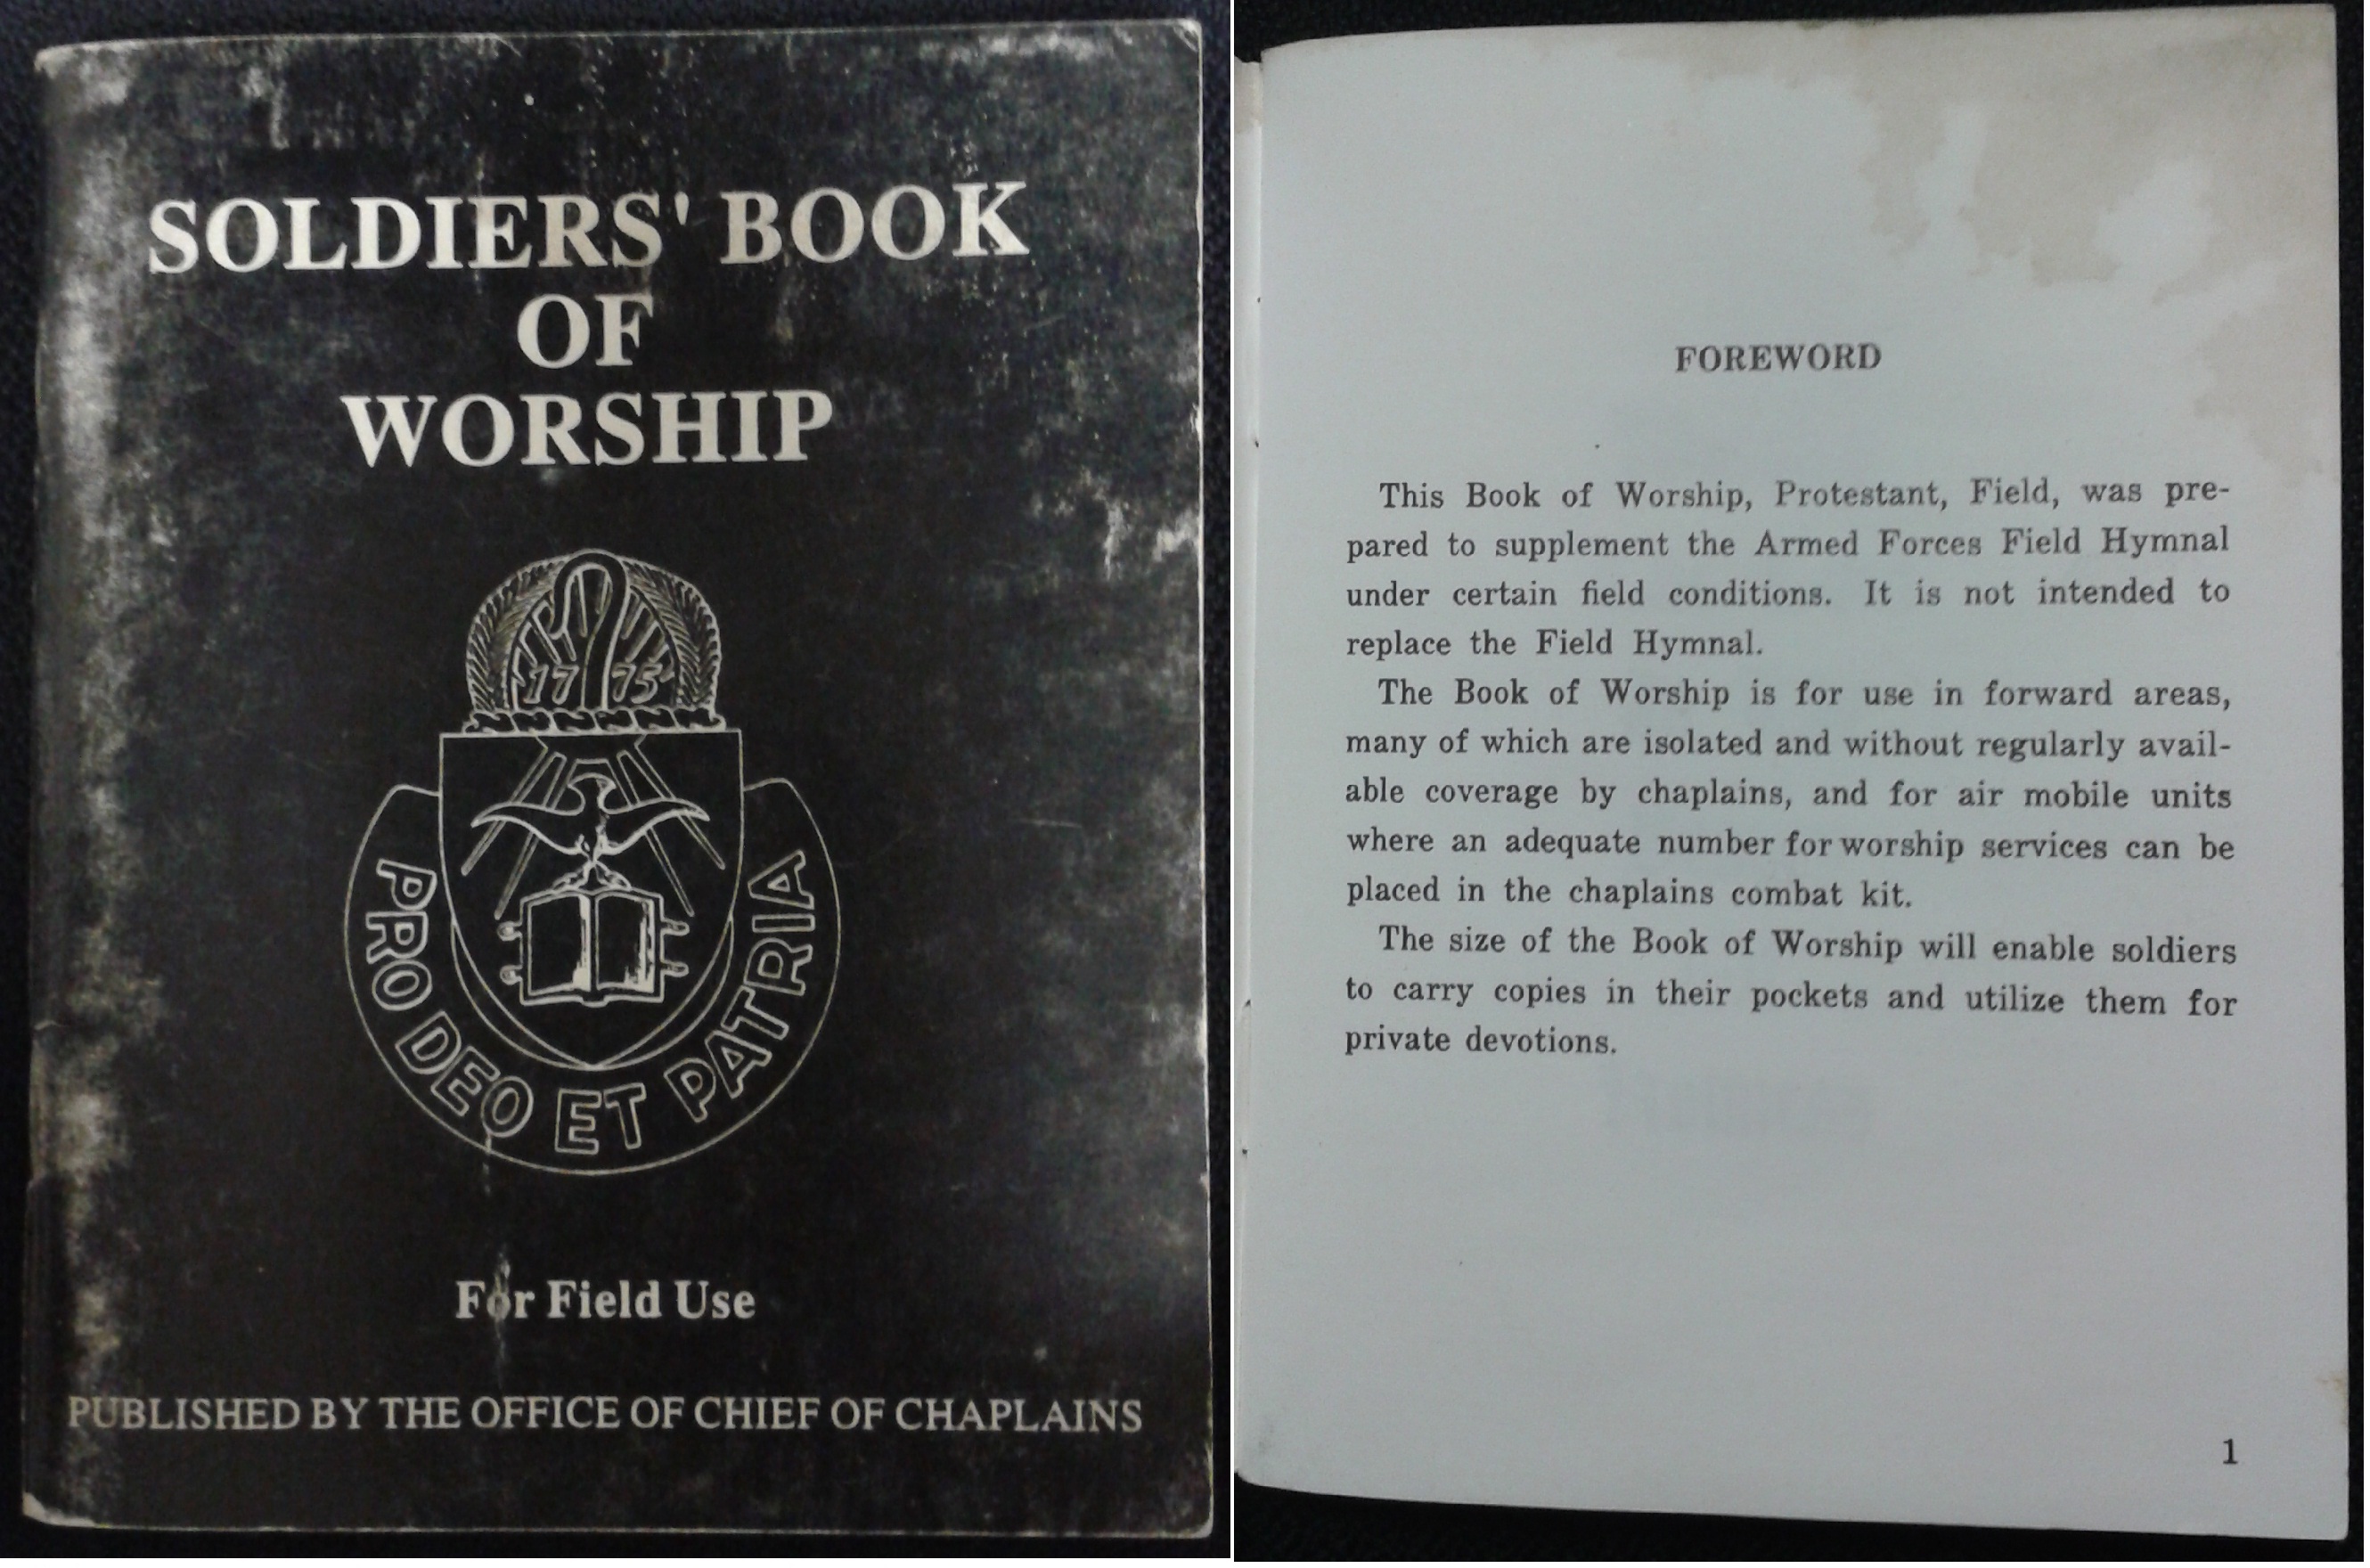 SOLDIERS' BOOK
OF
WORSHIP
1775
PRO DEO ET PATRIA
For Field Use
PUBLISHED BY THE OFFICE OF CHIEF OF CHAPLAINS
FOREWORD
This Book of Worship, Protestant, Field, was pre-
pared to supplement the Armed Forces Field Hymnal
under certain field conditions. It is not intended to
replace the Field Hymnal.
The Book of Worship is for use in forward areas,
many of which are isolated and without regularly avail-
able coverage by chaplains, and for air mobile units
where an adequate number for worship services can be
placed in the chaplains combat kit.
The size of the Book of Worship will enable soldiers
to carry copies in their pockets and utilize them for
private devotions.
1